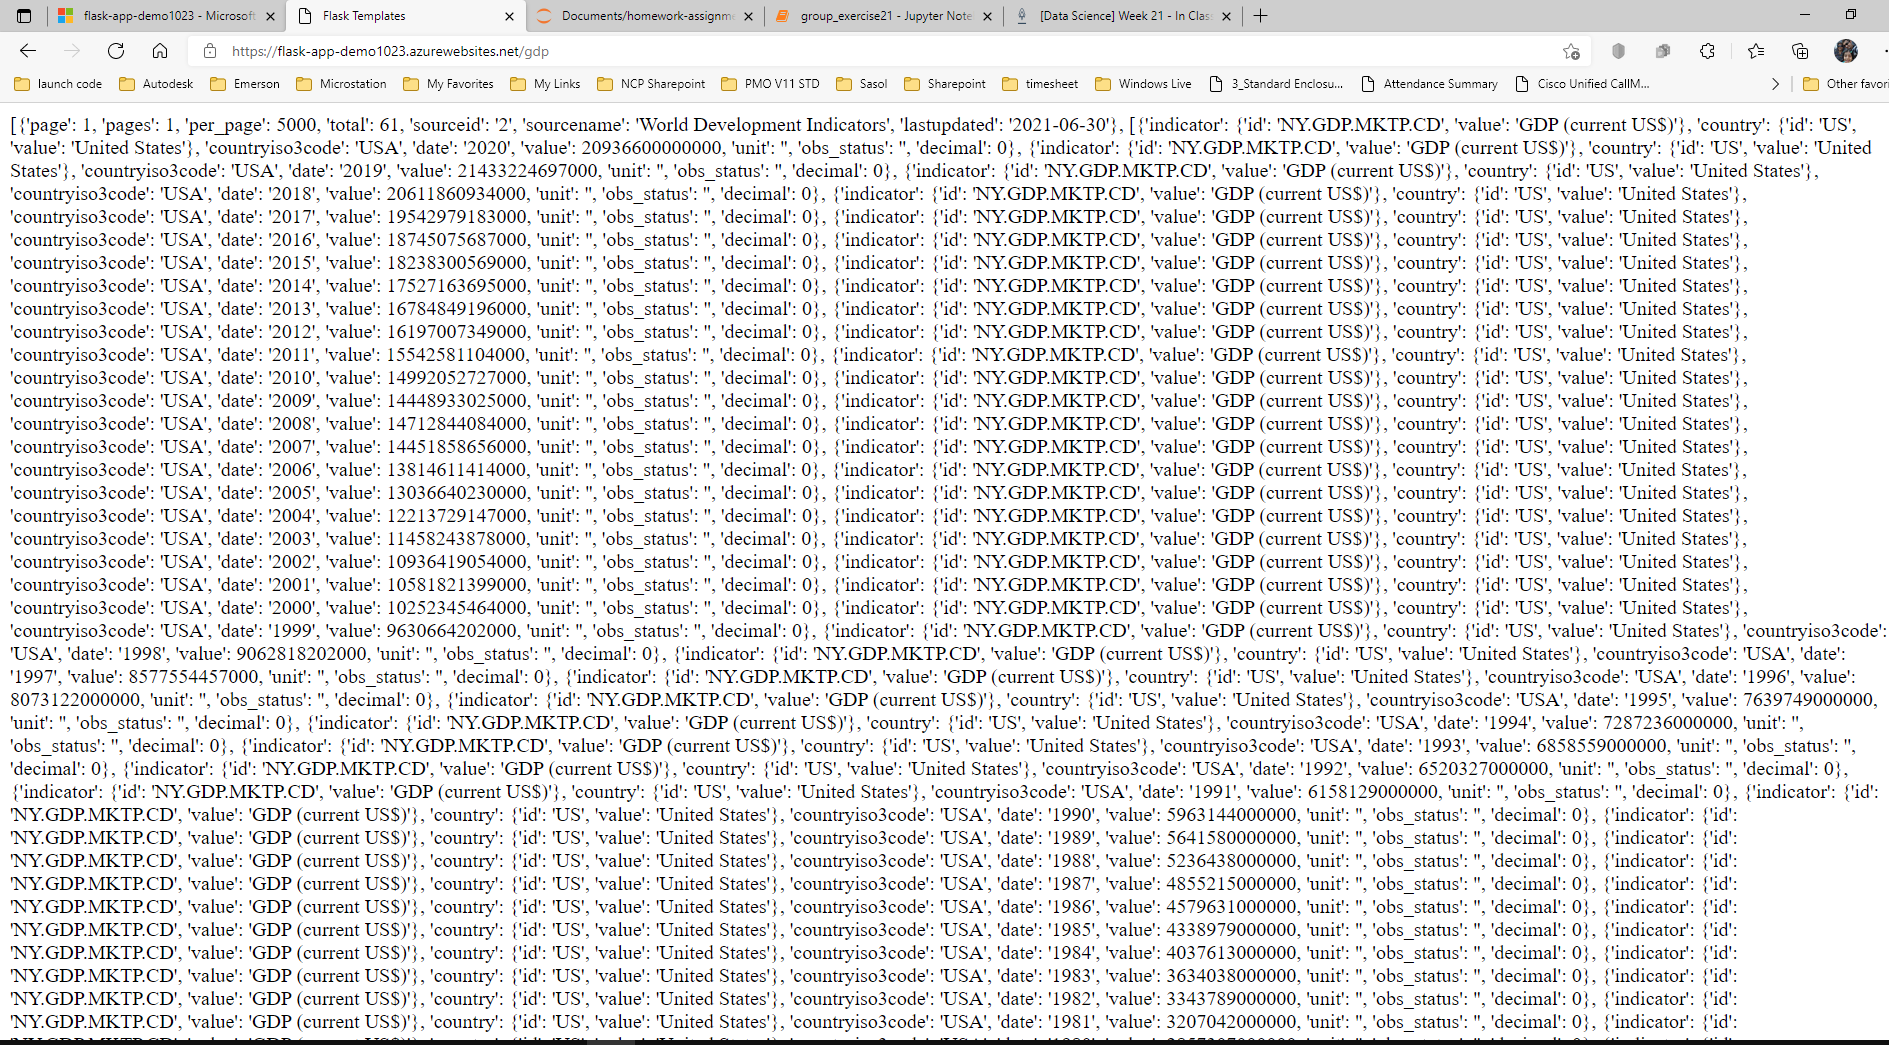 flask-app-demo1023 - Microsoft
Flask Templates
Documents/homework-assignme
group_exercise21 - Jupyter Note
[Data Science] Week 21 - In Clas
https://flask-app-demo1023.azurewebsites.net/gdp
launch code
Autodesk
Emerson
Microstation
My Favorites
My Links
NCP Sharepoint
PMO V11 STD
Sasol
Sharepoint
timesheet
Windows Live
3_Standard Enclosu...
Attendance Summary
Cisco Unified CallM...
Other favori
[{'page': 1, 'pages': 1, 'per_page': 5000, 'total': 61, 'sourceid': '2', 'sourcename': 'World Development Indicators', 'lastupdated': '2021-06-30'}, [{'indicator': {'id': 'NY.GDP.MKTP.CD', 'value': 'GDP (current US$)'}, 'country': {'id': 'US',
'value': 'United States'}, 'countryiso3code': 'USA', 'date': '2020', 'value': 20936600000000, 'unit': '', 'obs_status': '', 'decimal': 0}, {'indicator': {'id': 'NY.GDP.MKTP.CD', 'value': 'GDP (current US$)'}, 'country': {'id': 'US', 'value': 'United
States'}, 'countryiso3code': 'USA', 'date': '2019', 'value': 21433224697000, 'unit': '', 'obs_status': '', 'decimal': 0}, {'indicator': {'id': 'NY.GDP.MKTP.CD', 'value': 'GDP (current US$)'}, 'country': {'id': 'US', 'value': 'United States'},
'countryiso3code': 'USA', 'date': '2018', 'value': 20611860934000, 'unit': '', 'obs_status': '', 'decimal': 0}, {'indicator': {'id': 'NY.GDP.MKTP.CD', 'value': 'GDP (current US$)'}, 'country': {'id': 'US', 'value': 'United States'},
'countryiso3code': 'USA', 'date': '2017', 'value': 19542979183000, 'unit': '', 'obs_status': '', 'decimal': 0}, {'indicator': {'id': 'NY.GDP.MKTP.CD', 'value': 'GDP (current US$)'}, 'country': {'id': 'US', 'value': 'United States'},
'countryiso3code': 'USA', 'date': '2016', 'value': 18745075687000, 'unit': '', 'obs_status': '', 'decimal': 0}, {'indicator': {'id': 'NY.GDP.MKTP.CD', 'value': 'GDP (current US$)'}, 'country': {'id': 'US', 'value': 'United States'},
'countryiso3code': 'USA', 'date': '2015', 'value': 18238300569000, 'unit': '', 'obs_status': '', 'decimal': 0}, {'indicator': {'id': 'NY.GDP.MKTP.CD', 'value': 'GDP (current US$)'}, 'country': {'id': 'US', 'value': 'United States'},
'countryiso3code': 'USA', 'date': '2014', 'value': 17527163695000, 'unit': '', 'obs_status': '', 'decimal': 0}, {'indicator': {'id': 'NY.GDP.MKTP.CD', 'value': 'GDP (current US$)'}, 'country': {'id': 'US', 'value': 'United States'},
'countryiso3code': 'USA', 'date': '2013', 'value': 16784849196000, 'unit': '', 'obs_status': '', 'decimal': 0}, {'indicator': {'id': 'NY.GDP.MKTP.CD', 'value': 'GDP (current US$)'}, 'country': {'id': 'US', 'value': 'United States'},
'countryiso3code': 'USA', 'date': '2012', 'value': 16197007349000, 'unit': '', 'obs_status': '', 'decimal': 0}, {'indicator': {'id': 'NY.GDP.MKTP.CD', 'value': 'GDP (current US$)'}, 'country': {'id': 'US', 'value': 'United States'},
'countryiso3code': 'USA', 'date': '2011', 'value': 15542581104000, 'unit': '', 'obs_status': '', 'decimal': 0}, {'indicator': {'id': 'NY.GDP.MKTP.CD', 'value': 'GDP (current US$)'}, 'country': {'id': 'US', 'value': 'United States'},
'countryiso3code': 'USA', 'date': '2010', 'value': 14992052727000, 'unit': '', 'obs_status': '', 'decimal': 0}, {'indicator': {'id': 'NY.GDP.MKTP.CD', 'value': 'GDP (current US$)'}, 'country': {'id': 'US', 'value': 'United States'},
'countryiso3code': 'USA', 'date': '2009', 'value': 14448933025000, 'unit': '', 'obs_status': '', 'decimal': 0}, {'indicator': {'id': 'NY.GDP.MKTP.CD', 'value': 'GDP (current US$)'}, 'country': {'id': 'US', 'value': 'United States'},
'countryiso3code': 'USA', 'date': '2008', 'value': 14712844084000, 'unit': '', 'obs_status': '', 'decimal': 0}, {'indicator': {'id': 'NY.GDP.MKTP.CD', 'value': 'GDP (current US$)'}, 'country': {'id': 'US', 'value': 'United States'},
'countryiso3code': 'USA', 'date': '2007', 'value': 14451858656000, 'unit': '', 'obs_status': '', 'decimal': 0}, {'indicator': {'id': 'NY.GDP.MKTP.CD', 'value': 'GDP (current US$)'}, 'country': {'id': 'US', 'value': 'United States'},
'countryiso3code': 'USA', 'date': '2006', 'value': 13814611414000, 'unit': '', 'obs_status': '', 'decimal': 0}, {'indicator': {'id': 'NY.GDP.MKTP.CD', 'value': 'GDP (current US$)'}, 'country': {'id': 'US', 'value': 'United States'},
'countryiso3code': 'USA', 'date': '2005', 'value': 13036640230000, 'unit': '', 'obs_status': '', 'decimal': 0}, {'indicator': {'id': 'NY.GDP.MKTP.CD', 'value': 'GDP (current US$)'}, 'country': {'id': 'US', 'value': 'United States'},
'countryiso3code': 'USA', 'date': '2004', 'value': 12213729147000, 'unit': '', 'obs_status': '', 'decimal': 0}, {'indicator': {'id': 'NY.GDP.MKTP.CD', 'value': 'GDP (current US$)'}, 'country': {'id': 'US', 'value': 'United States'},
'countryiso3code': 'USA', 'date': '2003', 'value': 11458243878000, 'unit': '', 'obs_status': '', 'decimal': 0}, {'indicator': {'id': 'NY.GDP.MKTP.CD', 'value': 'GDP (current US$)'}, 'country': {'id': 'US', 'value': 'United States'},
'countryiso3code': 'USA', 'date': '2002', 'value': 10936419054000, 'unit': '', 'obs_status': '', 'decimal': 0}, {'indicator': {'id': 'NY.GDP.MKTP.CD', 'value': 'GDP (current US$)'}, 'country': {'id': 'US', 'value': 'United States'},
'countryiso3code': 'USA', 'date': '2001', 'value': 10581821399000, 'unit': '', 'obs_status': '', 'decimal': 0}, {'indicator': {'id': 'NY.GDP.MKTP.CD', 'value': 'GDP (current US$)'}, 'country': {'id': 'US', 'value': 'United States'},
'countryiso3code': 'USA', 'date': '2000', 'value': 10252345464000, 'unit': '', 'obs_status': '', 'decimal': 0}, {'indicator': {'id': 'NY.GDP.MKTP.CD', 'value': 'GDP (current US$)'}, 'country': {'id': 'US', 'value': 'United States'},
'countryiso3code': 'USA', 'date': '1999', 'value': 9630664202000, 'unit': '', 'obs_status': '', 'decimal': 0}, {'indicator': {'id': 'NY.GDP.MKTP.CD', 'value': 'GDP (current US$)'}, 'country': {'id': 'US', 'value': 'United States'}, 'countryiso3code':
'USA', 'date': '1998', 'value': 9062818202000, 'unit': '', 'obs_status': '', 'decimal': 0}, {'indicator': {'id': 'NY.GDP.MKTP.CD', 'value': 'GDP (current US$)'}, 'country': {'id': 'US', 'value': 'United States'}, 'countryiso3code': 'USA', 'date':
'1997', 'value': 8577554457000, 'unit': '', 'obs_status': '', 'decimal': 0}, {'indicator': {'id': 'NY.GDP.MKTP.CD', 'value': 'GDP (current US$)'}, 'country': {'id': 'US', 'value': 'United States'}, 'countryiso3code': 'USA', 'date': '1996', 'value':
8073122000000, 'unit': '', 'obs_status': '', 'decimal': 0}, {'indicator': {'id': 'NY.GDP.MKTP.CD', 'value': 'GDP (current US$)'}, 'country': {'id': 'US', 'value': 'United States'}, 'countryiso3code': 'USA', 'date': '1995', 'value': 7639749000000,
'unit': '', 'obs_status': '', 'decimal': 0}, {'indicator': {'id': 'NY.GDP.MKTP.CD', 'value': 'GDP (current US$)'}, 'country': {'id': 'US', 'value': 'United States'}, 'countryiso3code': 'USA', 'date': '1994', 'value': 7287236000000, 'unit': '',
'obs_status': '', 'decimal': 0}, {'indicator': {'id': 'NY.GDP.MKTP.CD', 'value': 'GDP (current US$)'}, 'country': {'id': 'US', 'value': 'United States'}, 'countryiso3code': 'USA', 'date': '1993', 'value': 6858559000000, 'unit': '', 'obs_status': '',
'decimal': 0}, {'indicator': {'id': 'NY.GDP.MKTP.CD', 'value': 'GDP (current US$)'}, 'country': {'id': 'US', 'value': 'United States'}, 'countryiso3code': 'USA', 'date': '1992', 'value': 6520327000000, 'unit': '', 'obs_status': '', 'decimal': 0},
{'indicator': {'id': 'NY.GDP.MKTP.CD', 'value': 'GDP (current US$)'}, 'country': {'id': 'US', 'value': 'United States'}, 'countryiso3code': 'USA', 'date': '1991', 'value': 6158129000000, 'unit': '', 'obs_status': '', 'decimal': 0}, {'indicator': {'id':
'NY.GDP.MKTP.CD', 'value': 'GDP (current US$)'}, 'country': {'id': 'US', 'value': 'United States'}, 'countryiso3code': 'USA', 'date': '1990', 'value': 5963144000000, 'unit': '', 'obs_status': '', 'decimal': 0}, {'indicator': {'id':
'NY.GDP.MKTP.CD', 'value': 'GDP (current US$)'}, 'country': {'id': 'US', 'value': 'United States'}, 'countryiso3code': 'USA', 'date': '1989', 'value': 5641580000000, 'unit': '', 'obs_status': '', 'decimal': 0}, {'indicator': {'id':
'NY.GDP.MKTP.CD', 'value': 'GDP (current US$)'}, 'country': {'id': 'US', 'value': 'United States'}, 'countryiso3code': 'USA', 'date': '1988', 'value': 5236438000000, 'unit': '', 'obs_status': '', 'decimal': 0}, {'indicator': {'id':
'NY.GDP.MKTP.CD', 'value': 'GDP (current US$)'}, 'country': {'id': 'US', 'value': 'United States'}, 'countryiso3code': 'USA', 'date': '1987', 'value': 4855215000000, 'unit': '', 'obs_status': '', 'decimal': 0}, {'indicator': {'id':
'NY.GDP.MKTP.CD', 'value': 'GDP (current US$)'}, 'country': {'id': 'US', 'value': 'United States'}, 'countryiso3code': 'USA', 'date': '1986', 'value': 4579631000000, 'unit': '', 'obs_status': '', 'decimal': 0}, {'indicator': {'id':
'NY.GDP.MKTP.CD', 'value': 'GDP (current US$)'}, 'country': {'id': 'US', 'value': 'United States'}, 'countryiso3code': 'USA', 'date': '1985', 'value': 4338979000000, 'unit': '', 'obs_status': '', 'decimal': 0}, {'indicator': {'id':
'NY.GDP.MKTP.CD', 'value': 'GDP (current US$)'}, 'country': {'id': 'US', 'value': 'United States'}, 'countryiso3code': 'USA', 'date': '1984', 'value': 4037613000000, 'unit': '', 'obs_status': '', 'decimal': 0}, {'indicator': {'id':
'NY.GDP.MKTP.CD', 'value': 'GDP (current US$)'}, 'country': {'id': 'US', 'value': 'United States'}, 'countryiso3code': 'USA', 'date': '1983', 'value': 3634038000000, 'unit': '', 'obs_status': '', 'decimal': 0}, {'indicator': {'id':
'NY.GDP.MKTP.CD', 'value': 'GDP (current US$)'}, 'country': {'id': 'US', 'value': 'United States'}, 'countryiso3code': 'USA', 'date': '1982', 'value': 3343789000000, 'unit': '', 'obs_status': '', 'decimal': 0}, {'indicator': {'id':
'NY.GDP.MKTP.CD', 'value': 'GDP (current US$)'}, 'country': {'id': 'US', 'value': 'United States'}, 'countryiso3code': 'USA', 'date': '1981', 'value': 3207042000000, 'unit': '', 'obs_status': '', 'decimal': 0}, {'indicator': {'id':